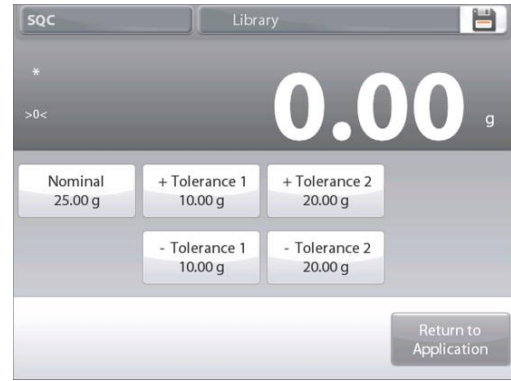 SQC
Library
*
>0<
0.00 g
Nominal
25.00 g
+ Tolerance 1
10.00 g
+ Tolerance 2
20.00 g
- Tolerance 1
10.00 g
- Tolerance 2
20.00 g
Return to
Application